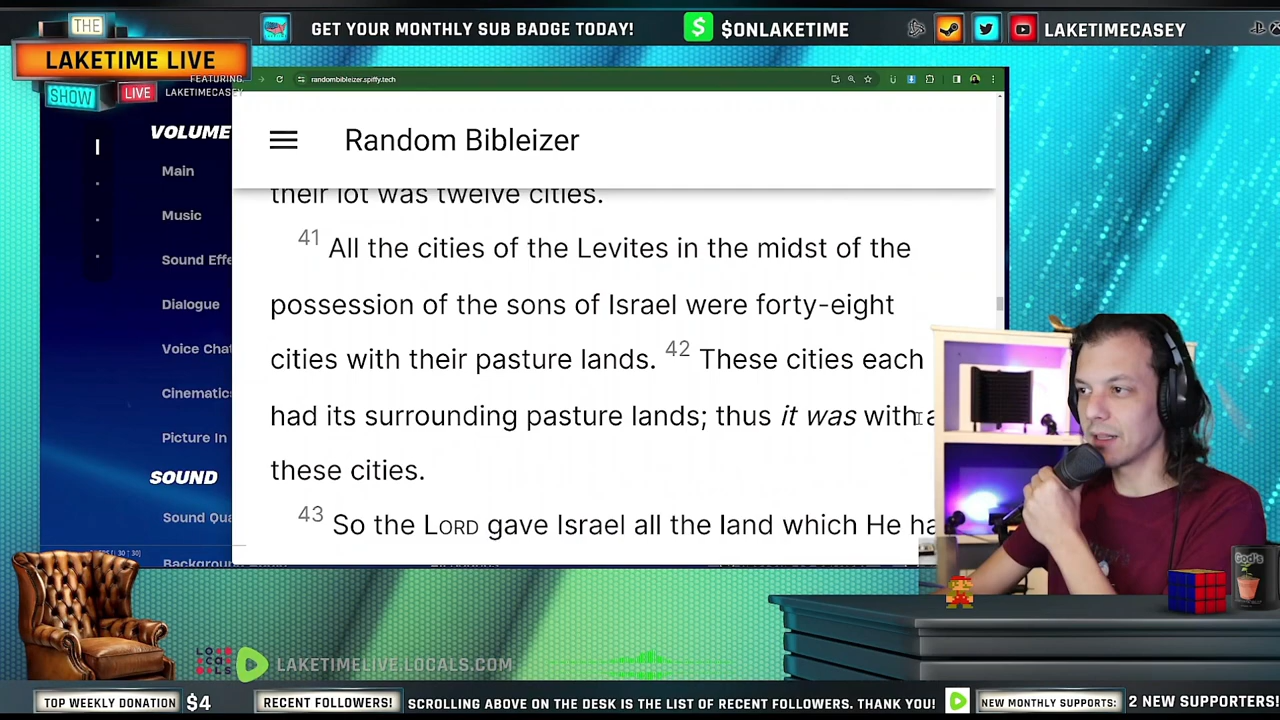 THE
LAKETIME LIVE
SHOW
LIVE
FEATURING
LAKETIMECASEY
GET YOUR MONTHLY SUB BADGE TODAY!
$ONLAKETIME
LAKETIMECASEY
randombibleizer.spiffy.tech
VOLUME
Main
Music
Sound Effe
Dialogue
Voice Chat
Cinematics
Picture In
SOUND
Sound Qua
Background
Random Bibleizer
their lot was twelve cities.
41 All the cities of the Levites in the midst of the
possession of the sons of Israel were forty-eight
cities with their pasture lands. 42 These cities each
had its surrounding pasture lands; thus it was with a
these cities.
43 So the LORD gave Israel all the land which He ha
God's
LOCALS
LAKETIMELIVE.LOCALS.COM
TOP WEEKLY DONATION
$4
RECENT FOLLOWERS!
SCROLLING ABOVE ON THE DESK IS THE LIST OF RECENT FOLLOWERS. THANK YOU!
NEW MONTHLY SUPPORTS:
2 NEW SUPPORTERS!